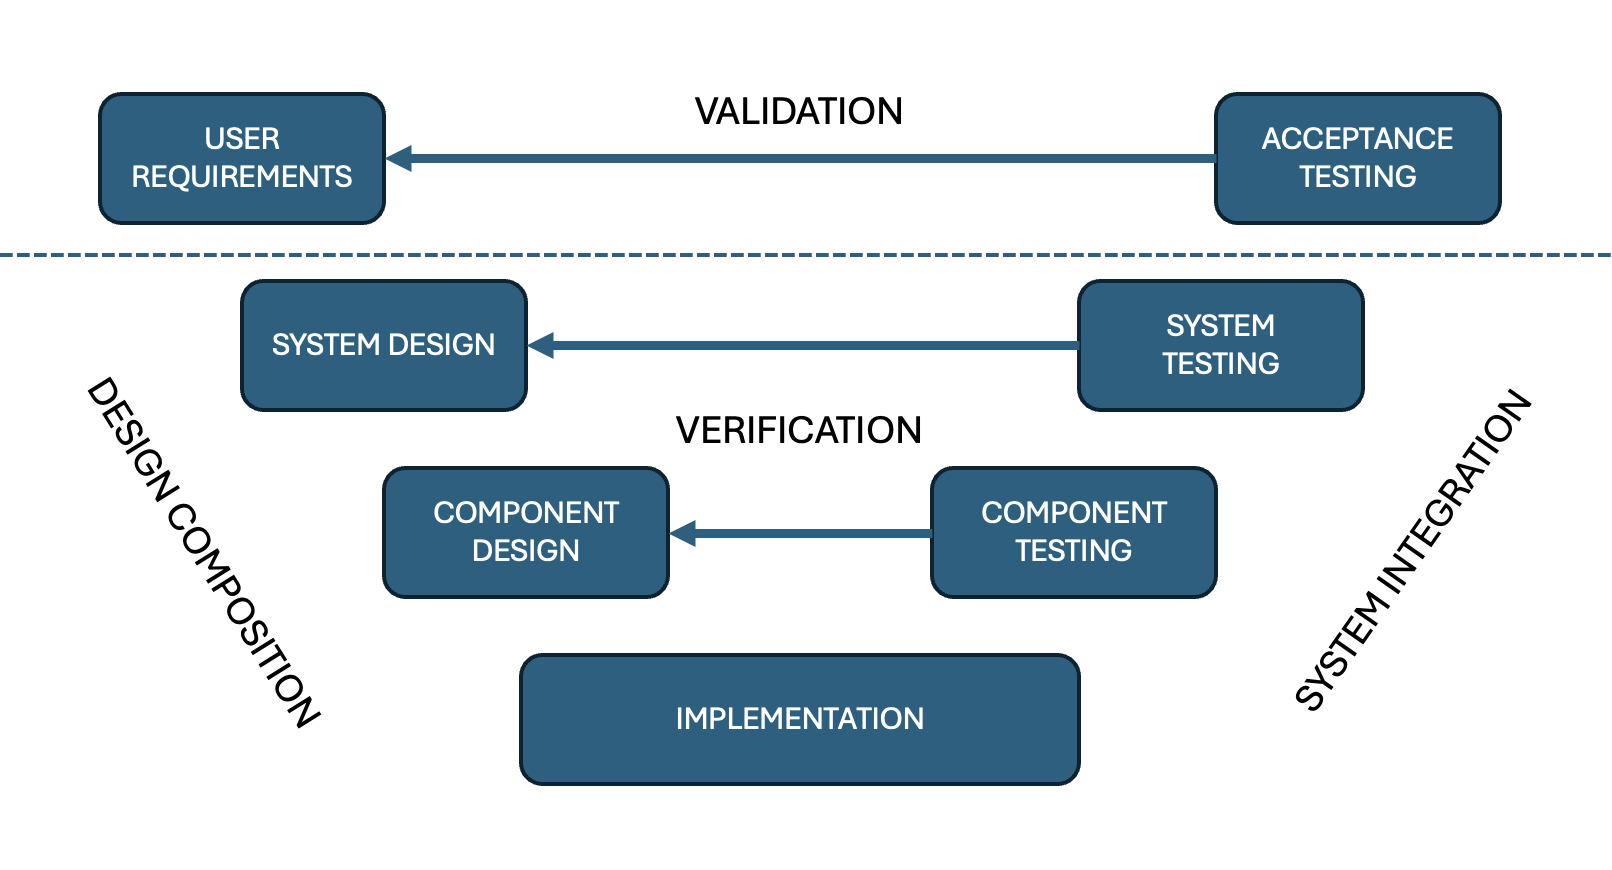 VALIDATION
USER
REQUIREMENTS
ACCEPTANCE
TESTING
SYSTEM DESIGN
SYSTEM
TESTING
VERIFICATION
DESIGN COMPOSITION
SYSTEM INTEGRATION
COMPONENT
DESIGN
COMPONENT
TESTING
IMPLEMENTATION